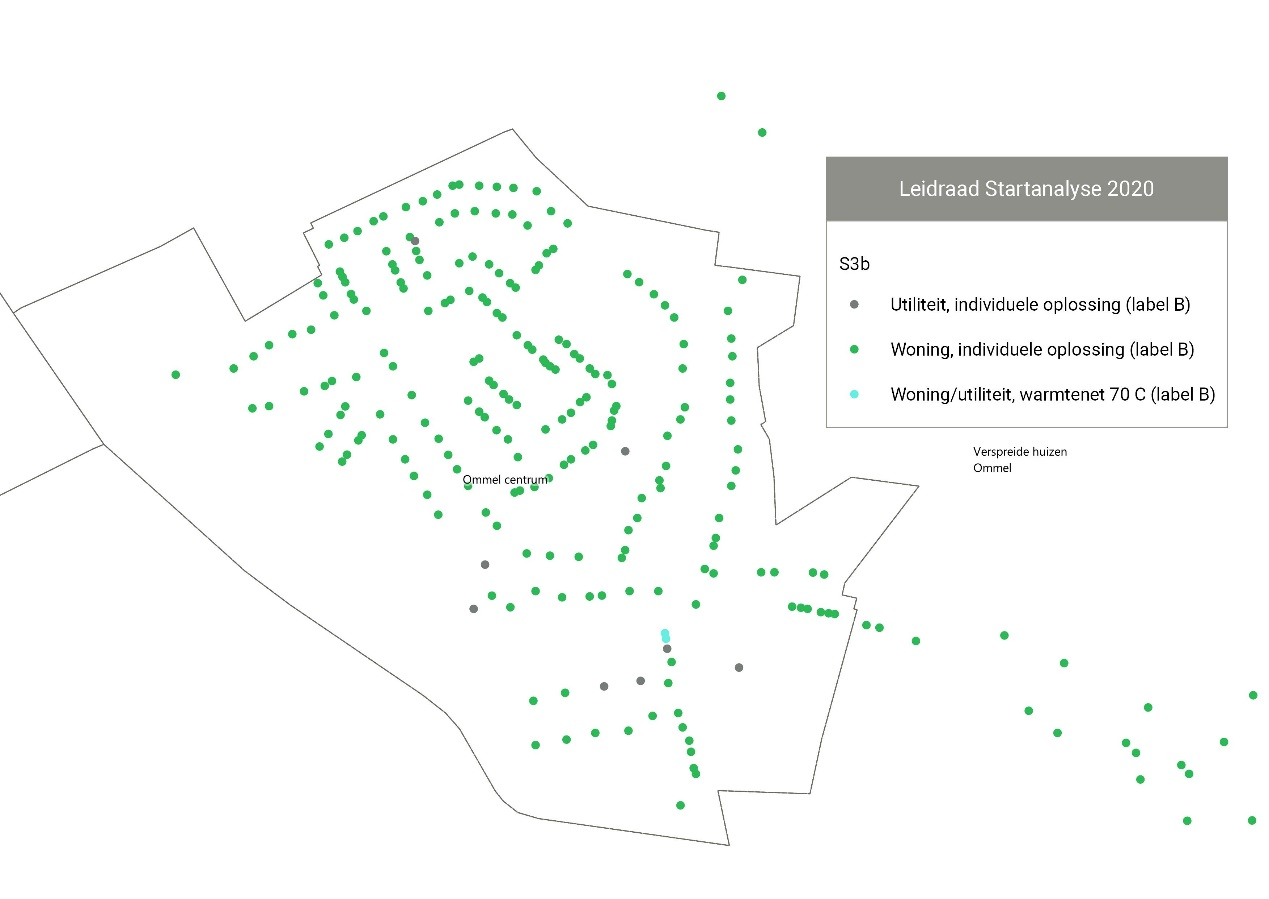 Leidraad Startanalyse 2020
S3b
Utiliteit, individuele oplossing (label B)
Woning, individuele oplossing (label B)
Woning/utiliteit, warmtenet 70 C (label B)
Verspreide huizen
Ommel
Ommel centrum